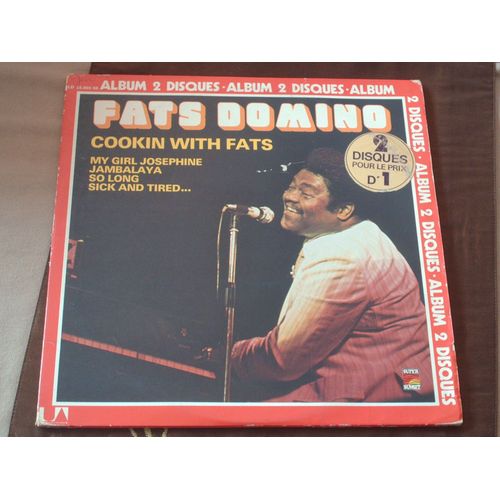 ALBUM 2 DISQUES · ALBUM 2 DISQUES · ALBUM
2 DISQUES · ALBUM 2 DISQUES · ALBUM 2 DISQUES
FATS DOMINO
COOKIN WITH FATS
MY GIRL JOSEPHINE
JAMBALAYA
SO LONG
SICK AND TIRED...
2
DISQUES
POUR LE PRIX
D'1
SUPER
SUNSET
UA